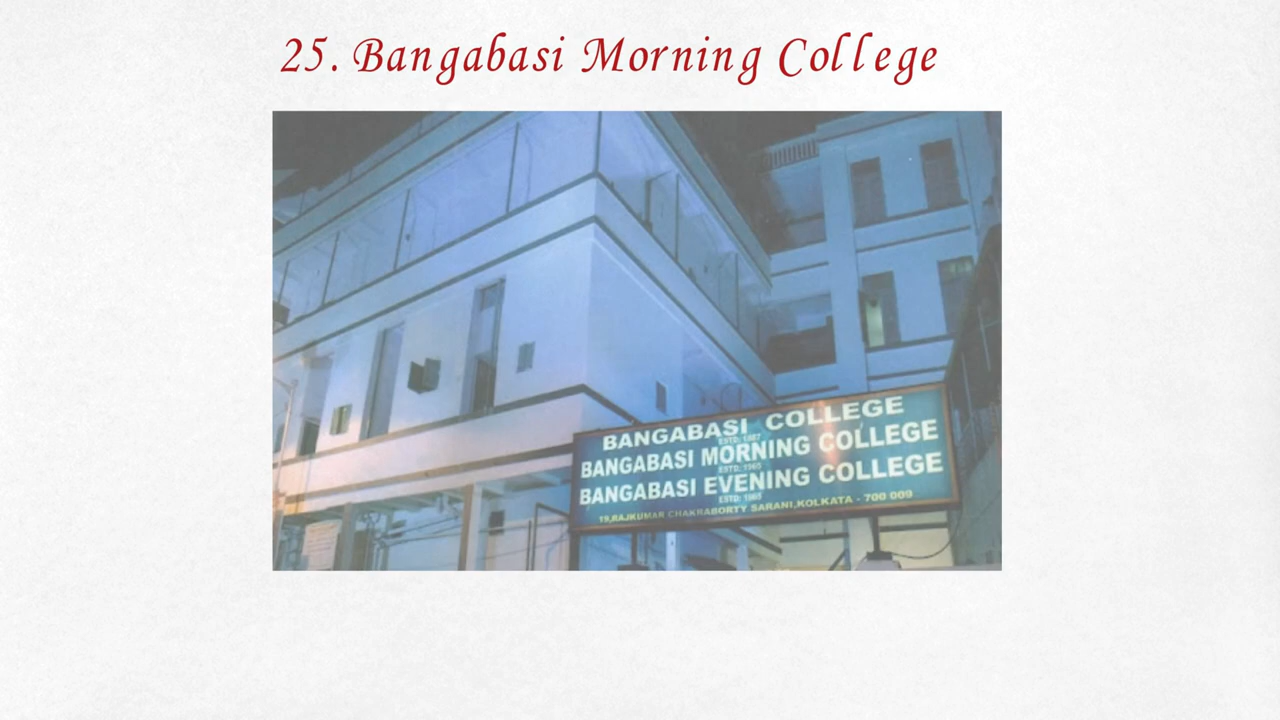 25. Bangabasi Morning College
BANGABASI COLLEGE
ESTD: 1887
BANGABASI MORNING COLLEGE
ESTD: 1965
BANGABASI EVENING COLLEGE
ESTD: 1965
19,RAJKUMAR CHAKRABORTY SARANI,KOLKATA - 700 009